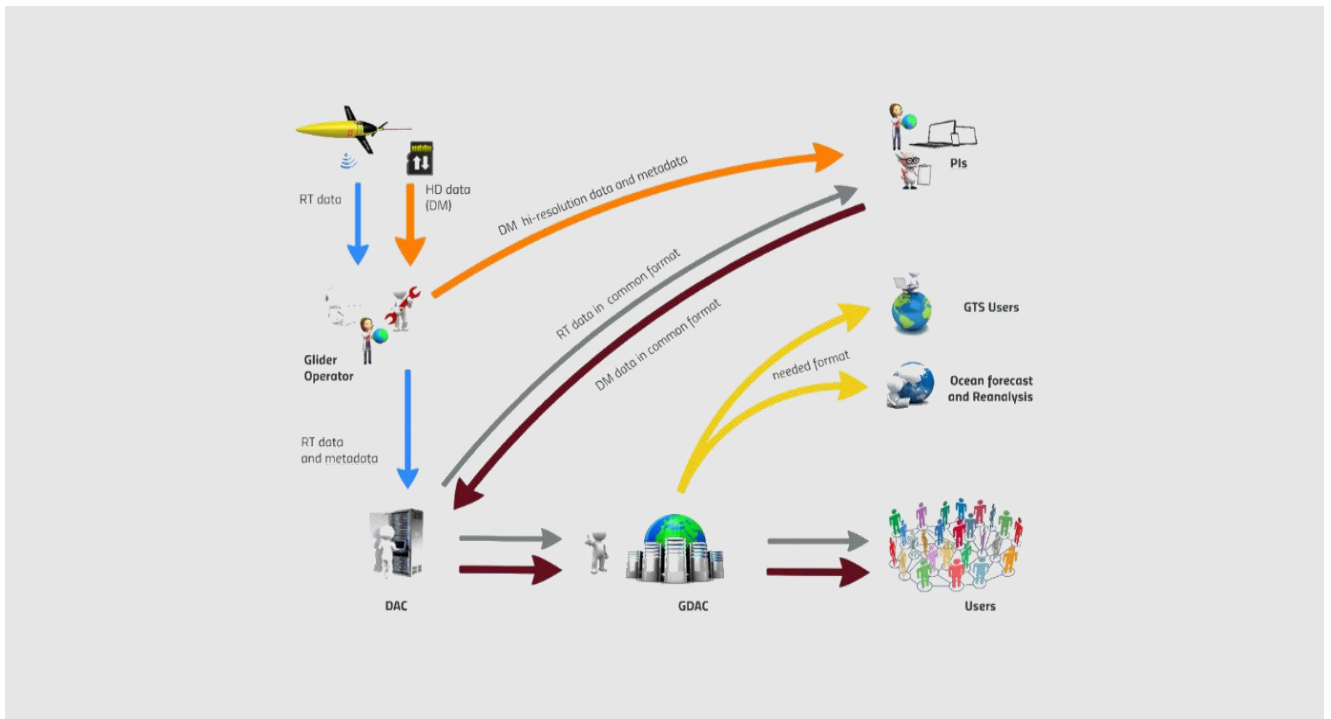 RT data
HD data
(DM)
DM hi-resolution data and metadata
PIs
RT data in common format
DM data in common format
GTS Users
needed format
Glider
Operator
Ocean forecast
and Reanalysis
RT data
and metadata
DAC
GDAC
Users